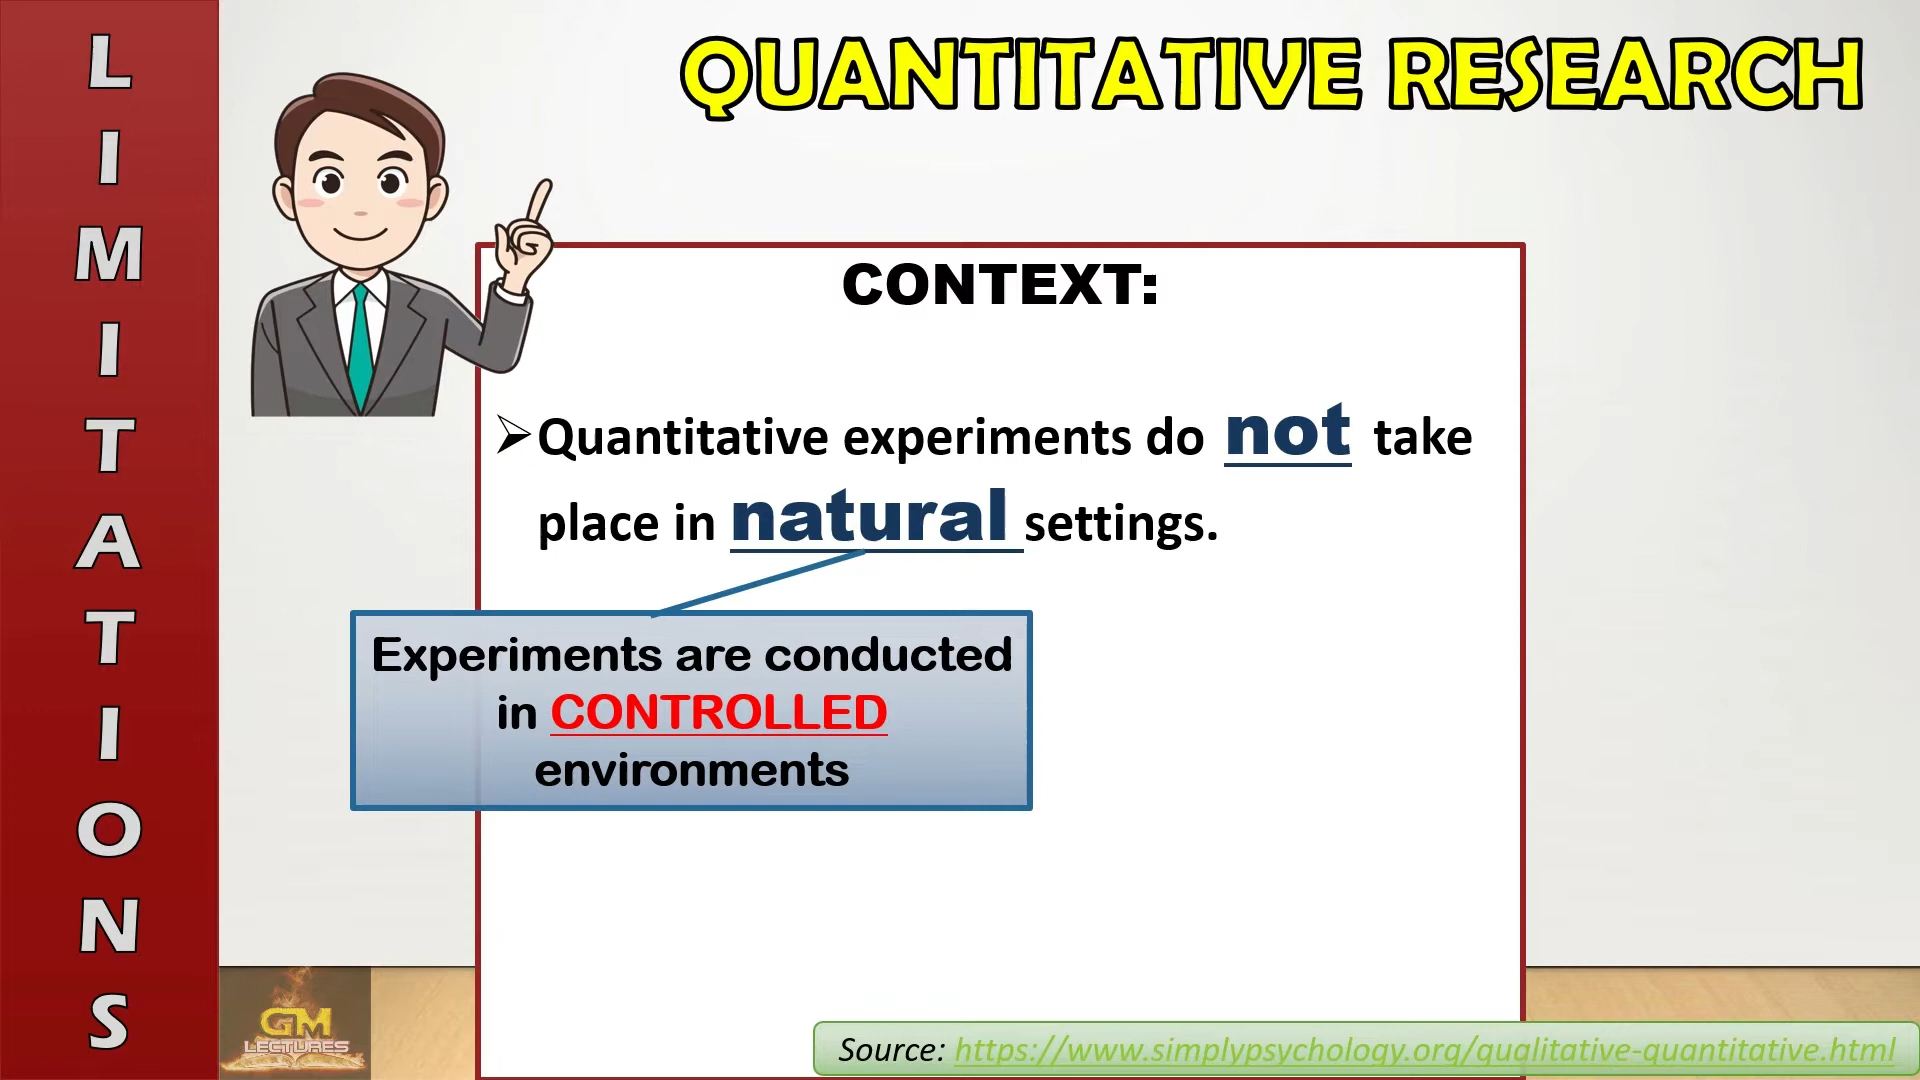 LIMITATIONS
QUANTITATIVE RESEARCH
CONTEXT:
➢Quantitative experiments do not take
place in natural settings.
Experiments are conducted
in CONTROLLED
environments
GM
LECTURES
Source: https://www.simplypsychology.org/qualitative-quantitative.html